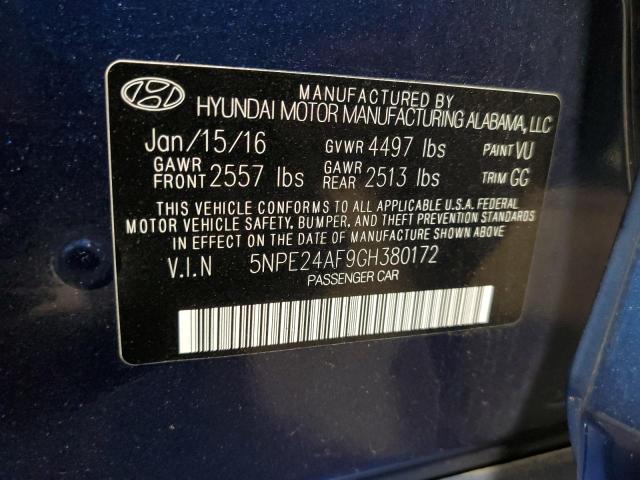 MANUFACTURED BY
HYUNDAI MOTOR MANUFACTURING ALABAMA, LLC
Jan/15/16 GVWR 4497 lbs PAINT VU
GAWR FRONT 2557 lbs GAWR REAR 2513 lbs TRIM GG
THIS VEHICLE CONFORMS TO ALL APPLICABLE U.S.A. FEDERAL
MOTOR VEHICLE SAFETY, BUMPER, AND THEFT PREVENTION STANDARDS
IN EFFECT ON THE DATE OF MANUFACTURE SHOWN ABOVE.
V.I.N 5NPE24AF9GH380172
PASSENGER CAR